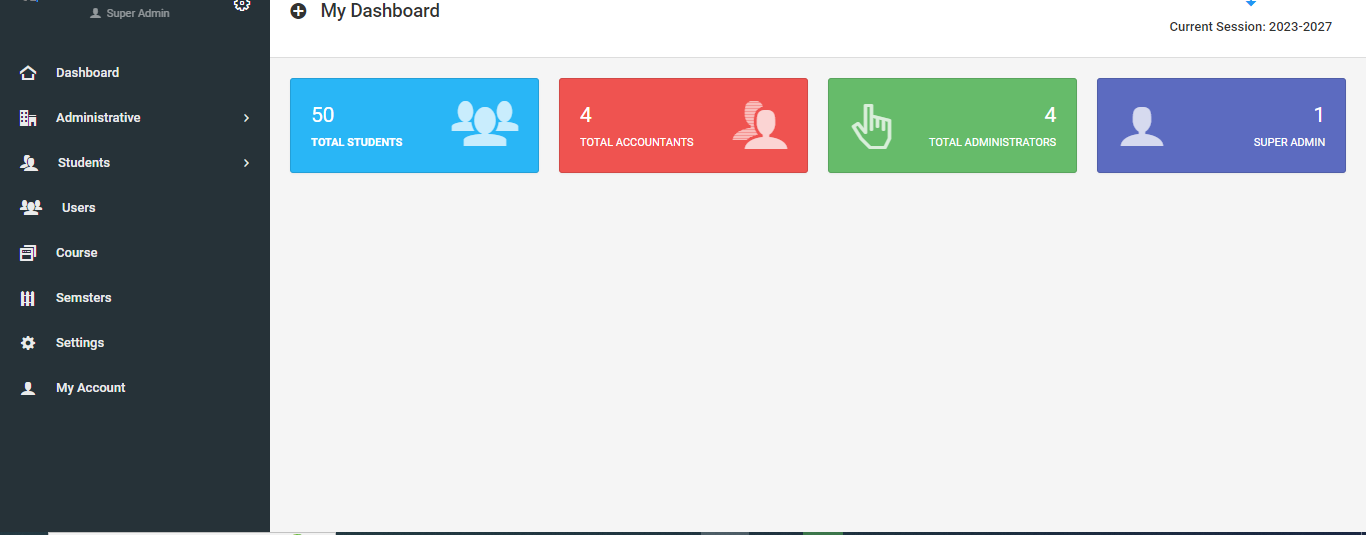 Super Admin
Dashboard
Administrative
Students
Users
Course
Semsters
Settings
My Account
My Dashboard
Current Session: 2023-2027
50
TOTAL STUDENTS
4
TOTAL ACCOUNTANTS
4
TOTAL ADMINISTRATORS
1
SUPER ADMIN